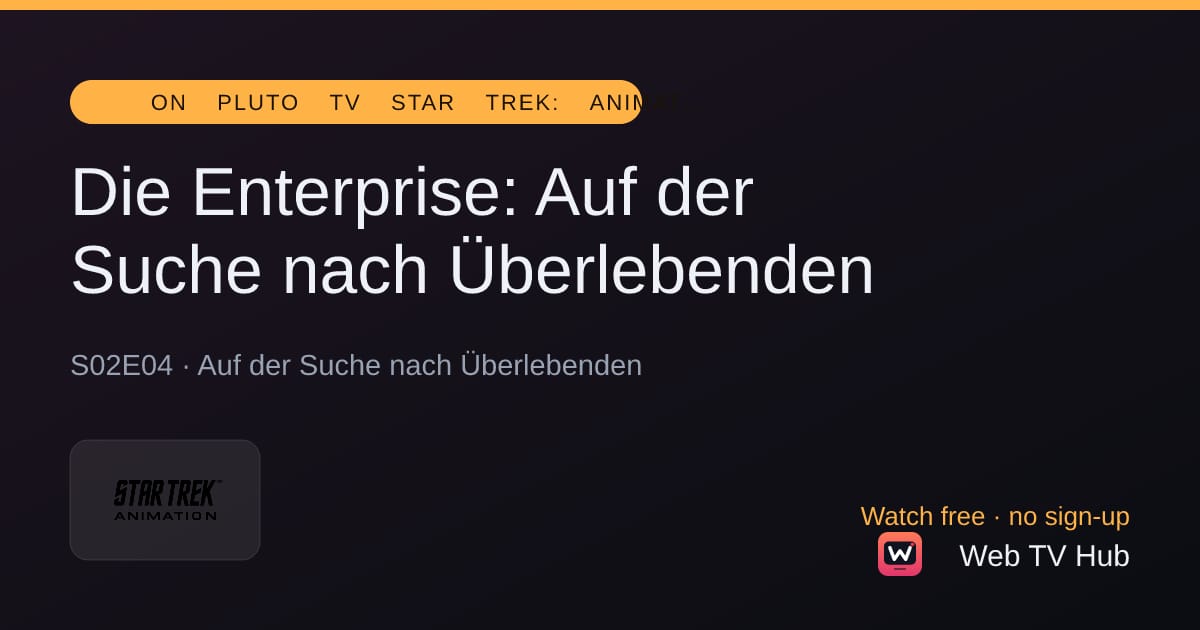 ON PLUTO TV STAR TREK: ANIM
Die Enterprise: Auf der
Suche nach Überlebenden
S02E04 · Auf der Suche nach Überlebenden
STAR TREK
ANIMATION
Watch free · no sign-up
W
Web TV Hub